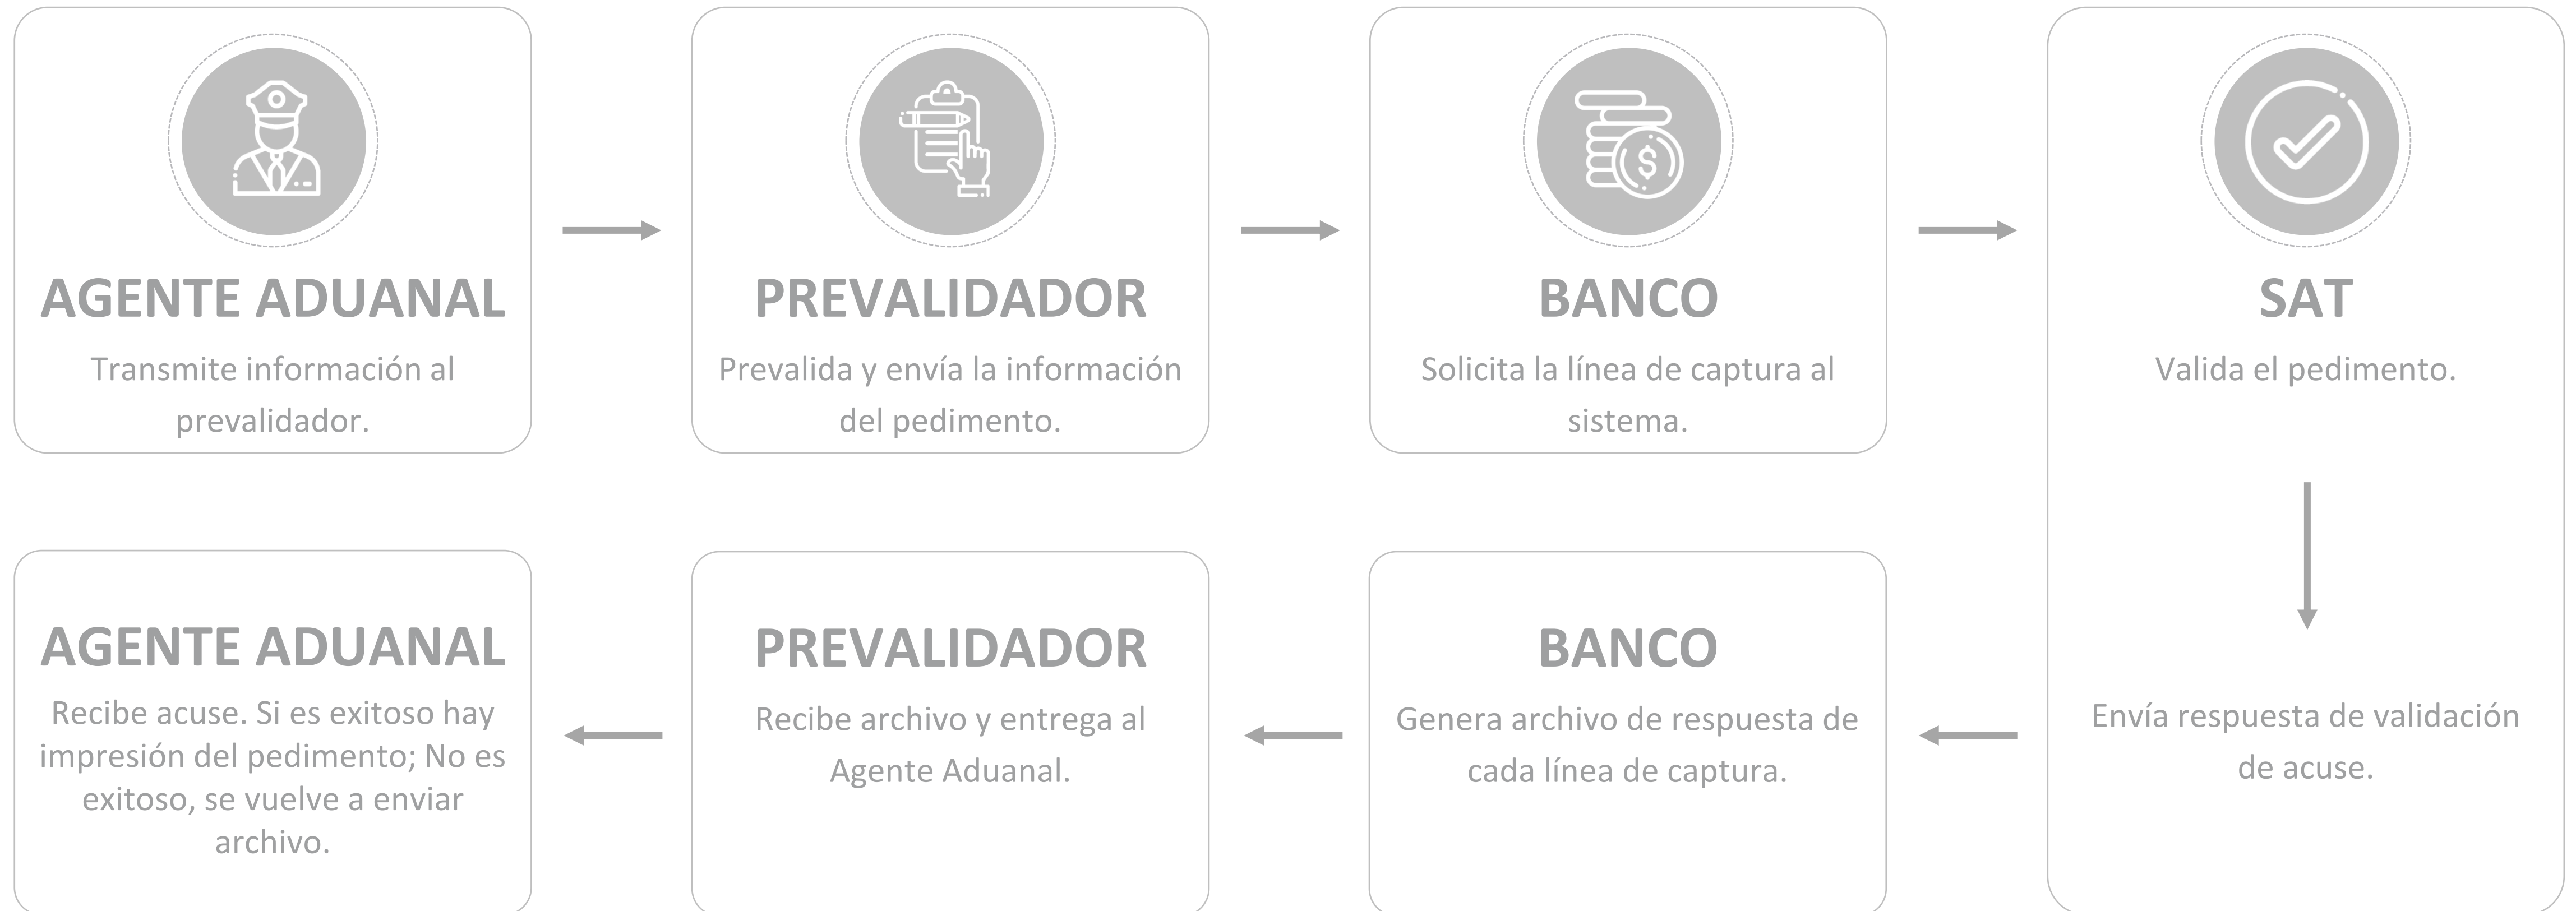 AGENTE ADUANAL
Transmite información al
prevalidador.
PREVALIDADOR
Prevalida y envía la información
del pedimento.
BANCO
Solicita la línea de captura al
sistema.
SAT
Valida el pedimento.
Envía respuesta de validación
de acuse.
BANCO
Genera archivo de respuesta de
cada línea de captura.
PREVALIDADOR
Recibe archivo y entrega al
Agente Aduanal.
AGENTE ADUANAL
Recibe acuse. Si es exitoso hay
impresión del pedimento; No es
exitoso, se vuelve a enviar
archivo.